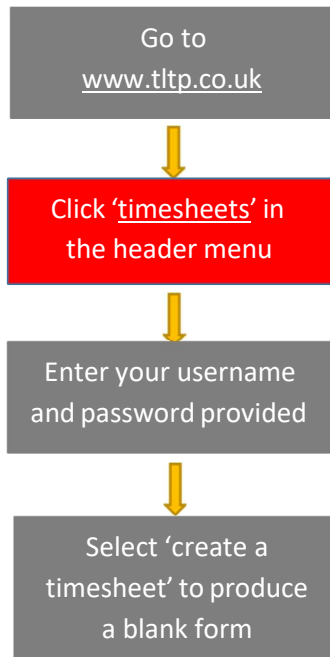 Go to
www.tltp.co.uk
Click ‘timesheets’ in
the header menu
Enter your username
and password provided
Select ‘create a
timesheet’ to produce
a blank form